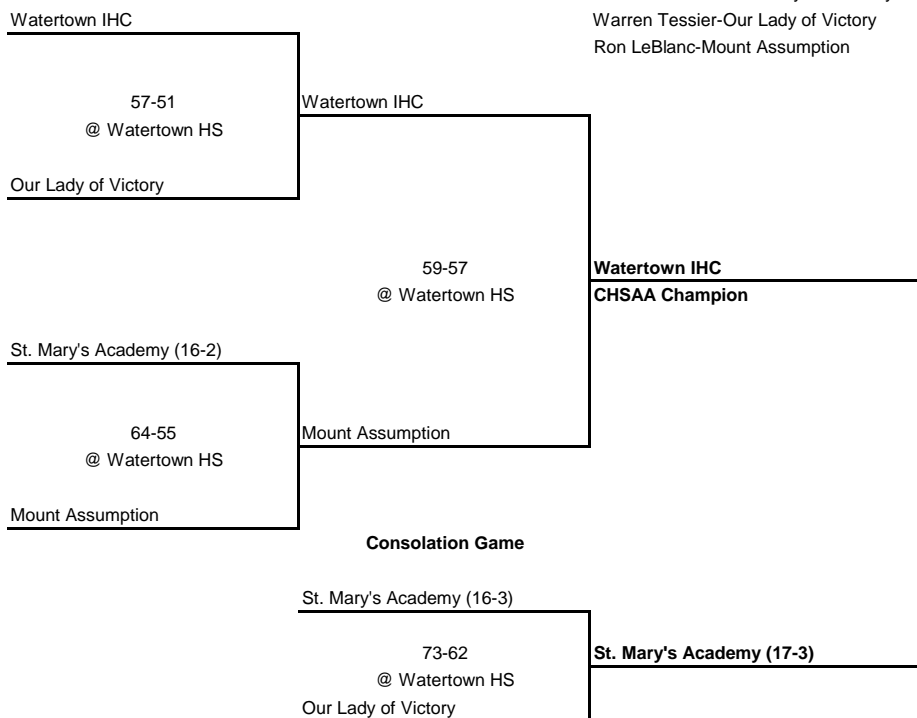 Watertown IHC
Warren Tessier-Our Lady of Victory
Ron LeBlanc-Mount Assumption
57-51
Watertown IHC
@ Watertown HS
Our Lady of Victory
59-57
Watertown IHC
@ Watertown HS
CHSAA Champion
St. Mary's Academy (16-2)
64-55
Mount Assumption
@ Watertown HS
Mount Assumption
Consolation Game
St. Mary's Academy (16-3)
73-62
St. Mary's Academy (17-3)
@ Watertown HS
Our Lady of Victory